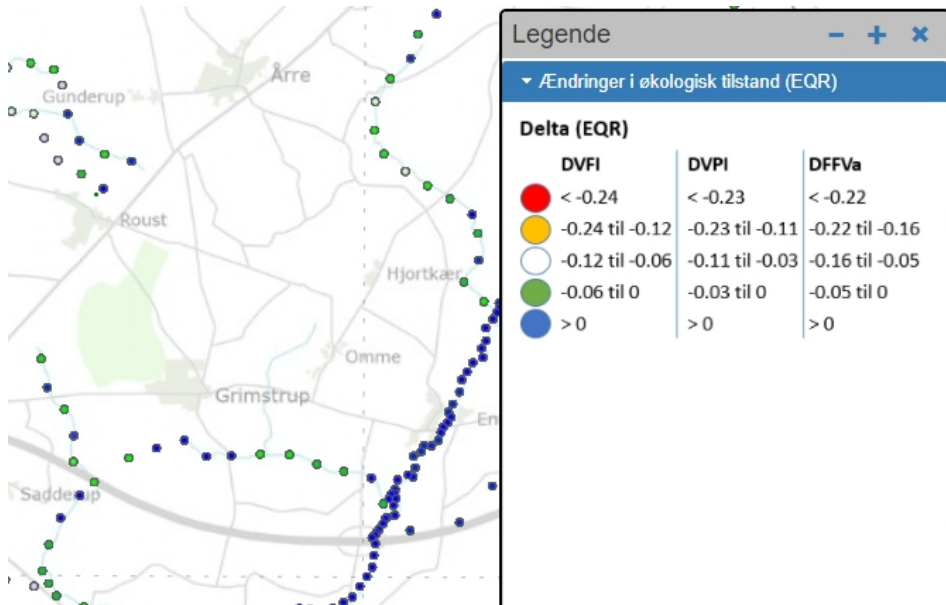 Legende
Ændringer i økologisk tilstand (EQR)
Delta (EQR)
DVFI DVPI DFFVa
< -0.24 < -0.23 < -0.22
-0.24 til -0.12 -0.23 til -0.11 -0.22 til -0.16
-0.12 til -0.06 -0.11 til -0.03 -0.16 til -0.05
-0.06 til 0 -0.03 til 0 -0.05 til 0
> 0 > 0 > 0
Årre
Gunderup
Roust
Hjortkær
Omme
Grimstrup
En
Sadderup